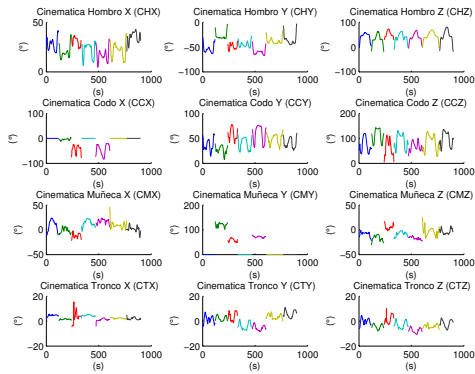 Cinematica Hombro X (CHX)
50
(º)
0
0 500 1000
(s)
Cinematica Hombro Y (CHY)
0
(º)
−100
0 500 1000
(s)
Cinematica Hombro Z (CHZ)
100
(º)
0
−100
0 500 1000
(s)
Cinematica Codo X (CCX)
100
(º)
0
−100
0 500 1000
(s)
Cinematica Codo Y (CCY)
100
(º)
50
0
0 500 1000
(s)
Cinematica Codo Z (CCZ)
200
(º)
100
0
0 500 1000
(s)
Cinematica Muñeca X (CMX)
50
(º)
0
−50
0 500 1000
(s)
Cinematica Muñeca Y (CMY)
200
(º)
100
0
0 500 1000
(s)
Cinematica Muñeca Z (CMZ)
50
(º)
0
−50
0 500 1000
(s)
Cinematica Tronco X (CTX)
20
(º)
0
−20
0 500 1000
(s)
Cinematica Tronco Y (CTY)
20
(º)
0
−20
0 500 1000
(s)
Cinematica Tronco Z (CTZ)
20
(º)
0
−20
0 500 1000
(s)